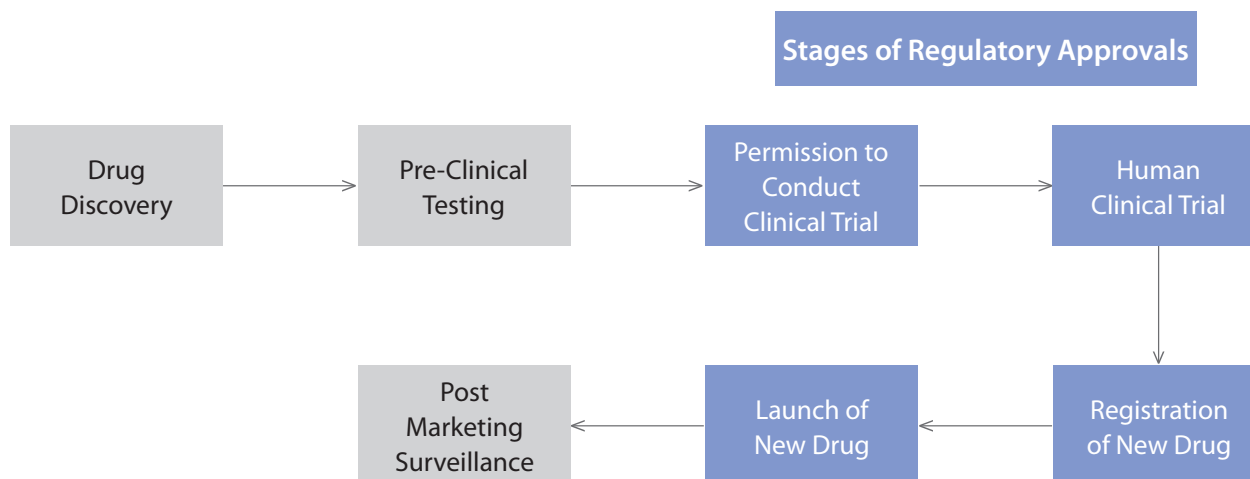 Stages of Regulatory Approvals
Drug
Discovery
Pre-Clinical
Testing
Permission to
Conduct
Clinical Trial
Human
Clinical Trial
Registration
of New Drug
Launch of
New Drug
Post
Marketing
Surveillance